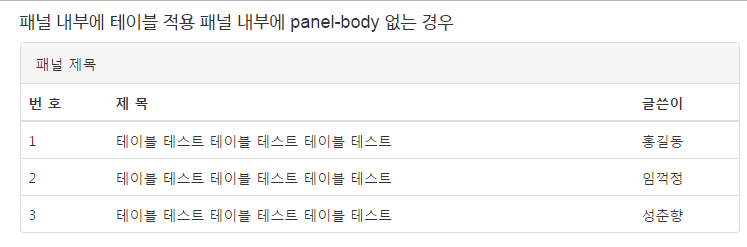 패널 내부에 테이블 적용 패널 내부에 panel-body 없는 경우
패널 제목
번 호 제 목 글쓴이
1 테이블 테스트 테이블 테스트 테이블 테스트 홍길동
2 테이블 테스트 테이블 테스트 테이블 테스트 임꺽정
3 테이블 테스트 테이블 테스트 테이블 테스트 성춘향